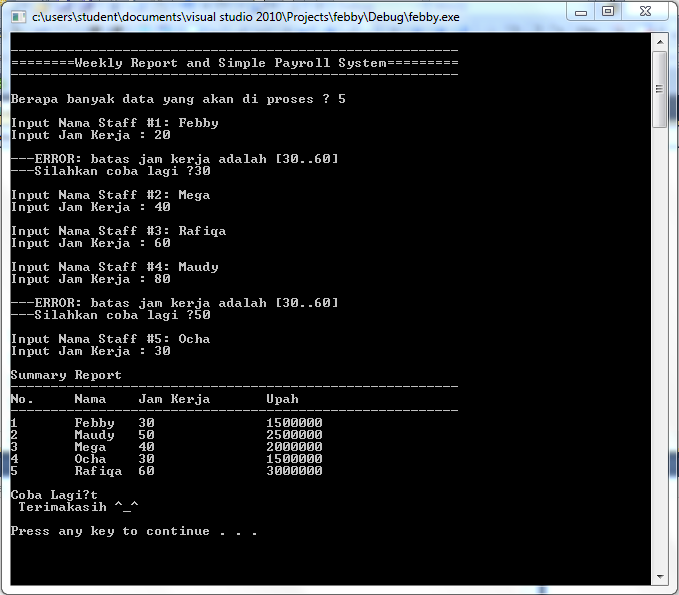 c:\users\student\documents\visual studio 2010\Projects\febby\Debug\febby.exe
--------------------------------------------------------
========Weekly Report and Simple Payroll System=========
--------------------------------------------------------
Berapa banyak data yang akan di proses ? 5
Input Nama Staff #1: Febby
Input Jam Kerja : 20
---ERROR: batas jam kerja adalah [30..60]
---Silahkan coba lagi ?30
Input Nama Staff #2: Mega
Input Jam Kerja : 40
Input Nama Staff #3: Rafiqa
Input Jam Kerja : 60
Input Nama Staff #4: Maudy
Input Jam Kerja : 80
---ERROR: batas jam kerja adalah [30..60]
---Silahkan coba lagi ?50
Input Nama Staff #5: Ocha
Input Jam Kerja : 30
Summary Report
--------------------------------------------------------
No. Nama Jam Kerja Upah
--------------------------------------------------------
1 Febby 30 1500000
2 Maudy 50 2500000
3 Mega 40 2000000
4 Ocha 30 1500000
5 Rafiqa 60 3000000
Coba Lagi?t
Terimakasih ^_^
Press any key to continue . . .